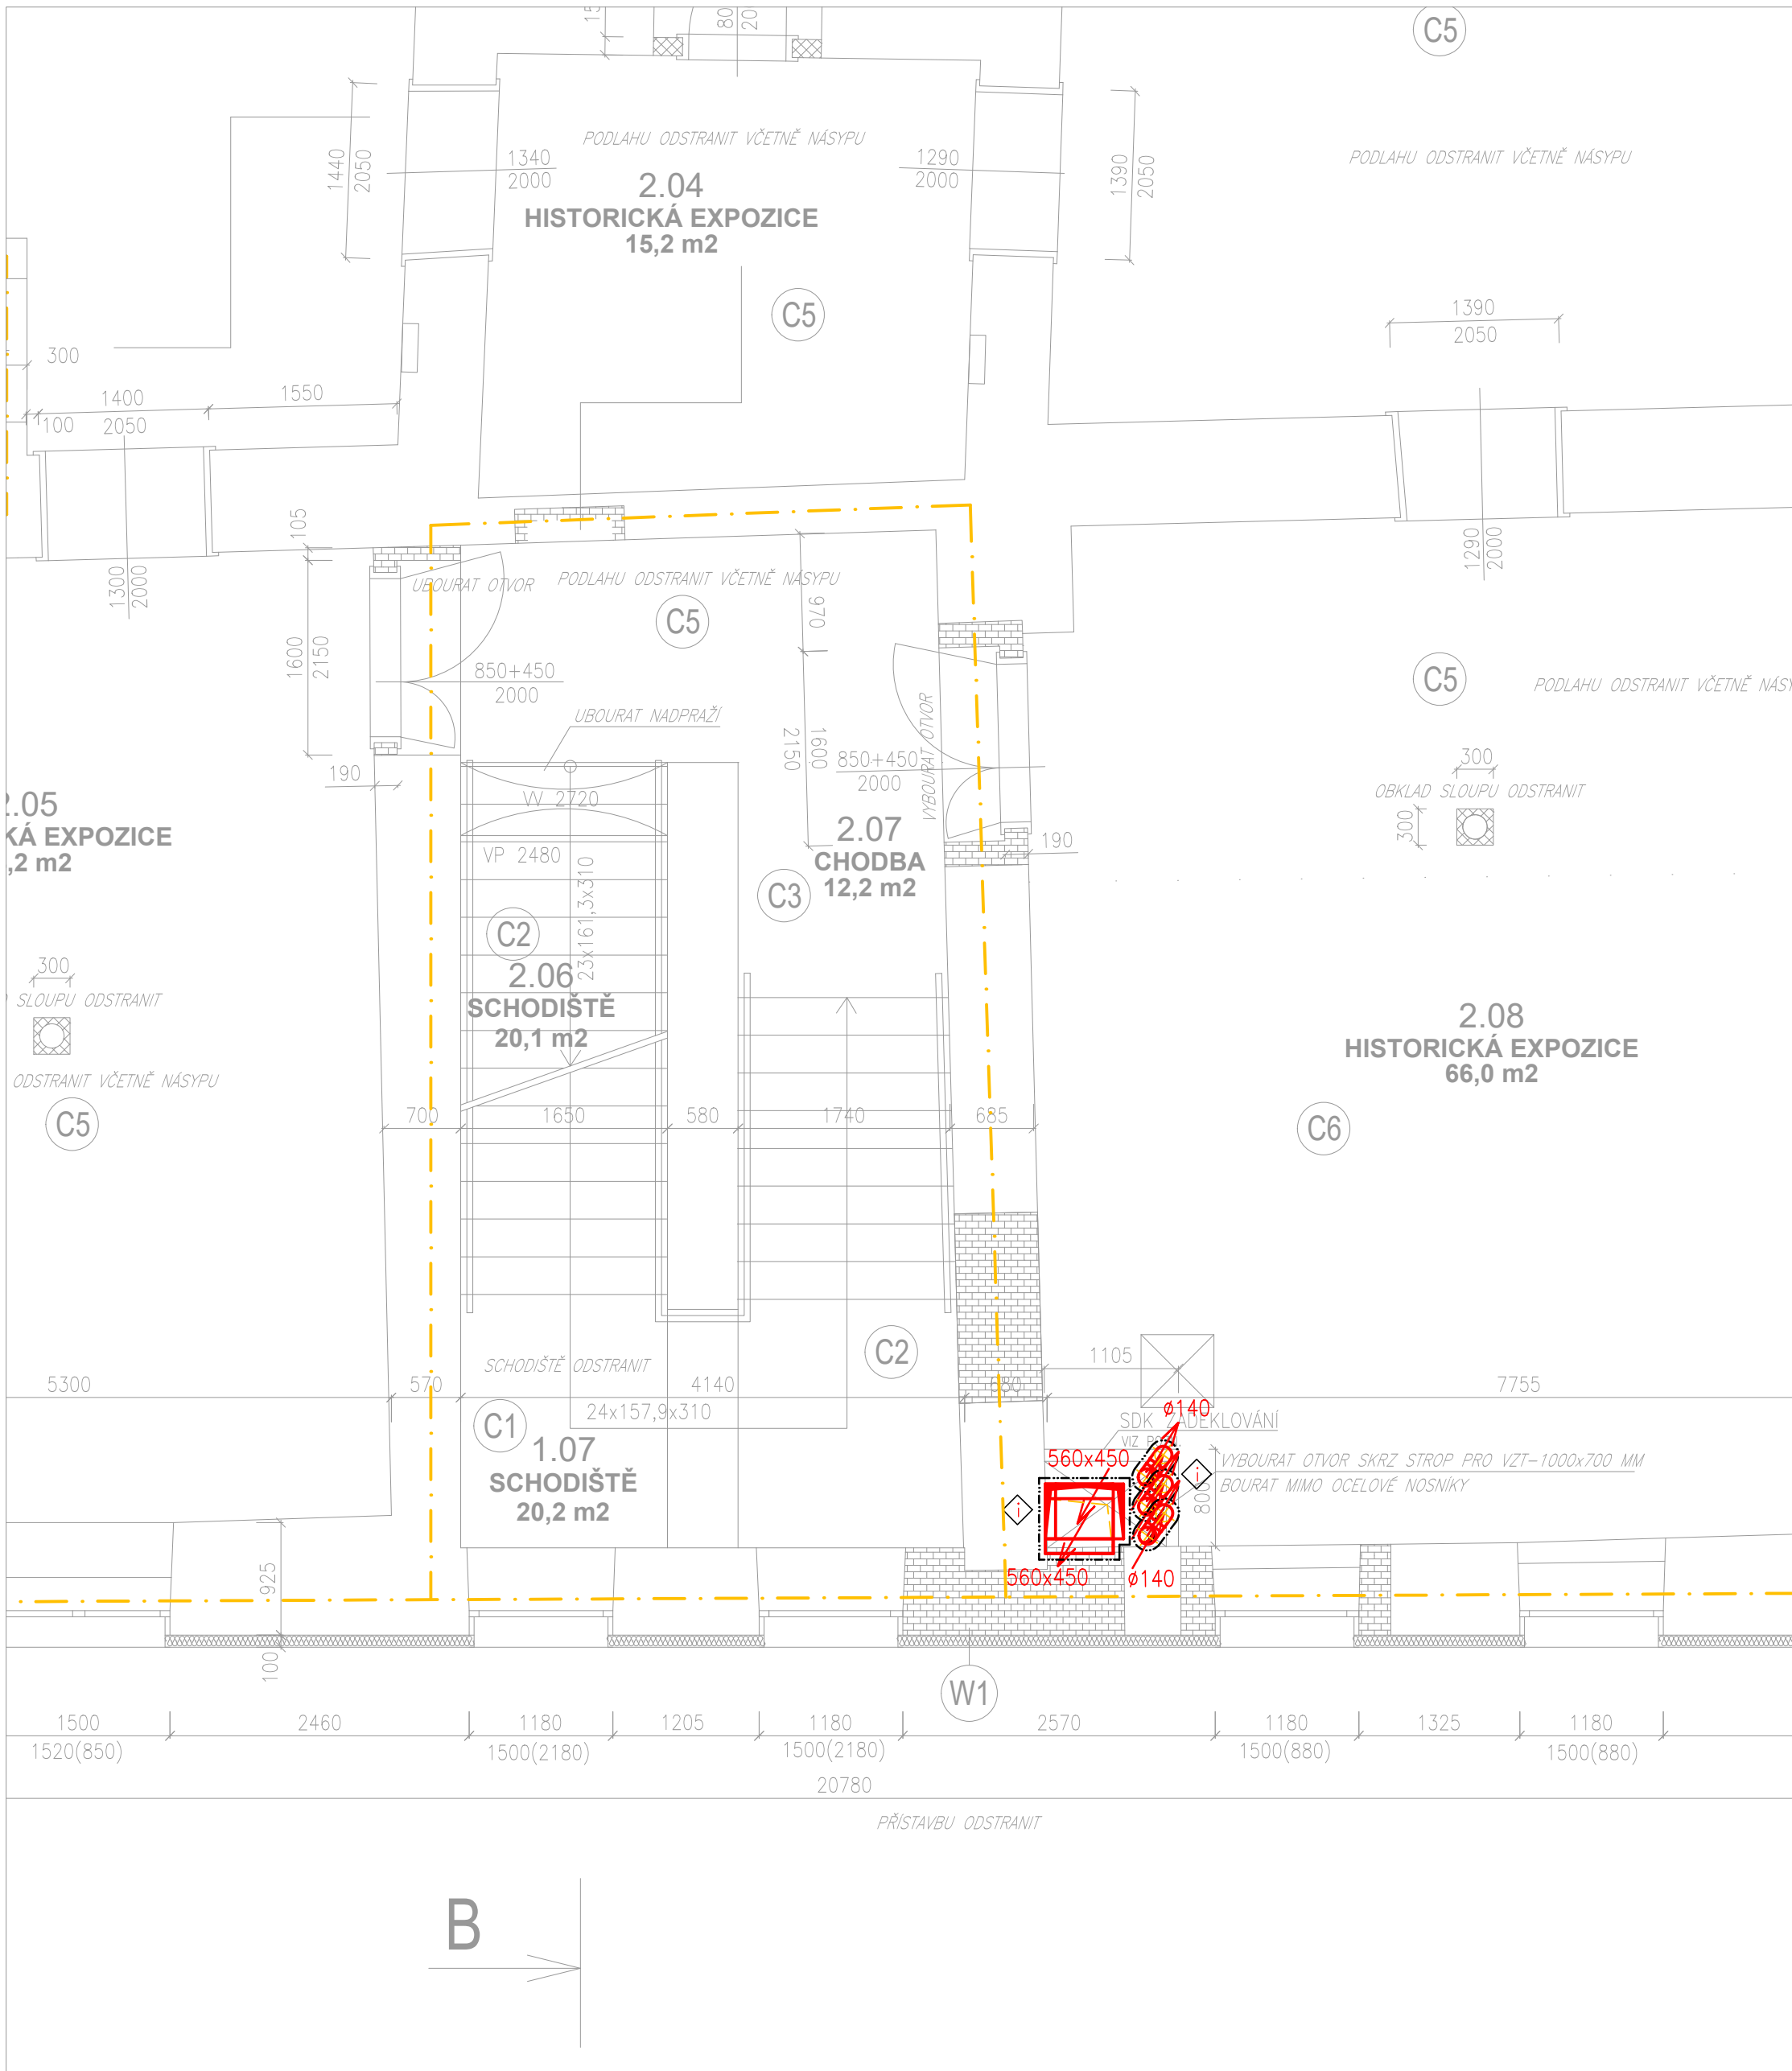 C5
1440
2050
1340
2000
PODLAHU ODSTRANIT VČETNĚ NÁSYPU
1290
2000
1390
2050
PODLAHU ODSTRANIT VČETNĚ NÁSYPU
2.04
HISTORICKÁ EXPOZICE
15,2 m2
C5
1390
2050
300
1400
1550
100
2050
1300
2000
105
1290
2000
UBOURAT OTVOR
PODLAHU ODSTRANIT VČETNĚ NÁSYPU
C5
970
1600
2150
850+450
2000
UBOURAT NADPRAŽÍ
1600
2150
VYBOURAT OTVOR
850+450
2000
C5
300
OBKLAD SLOUPU ODSTRANIT
300
190
VV 2720
VP 2480
23x161,3x310
2.07
CHODBA
12,2 m2
190
C3
KÁ EXPOZICE
,2 m2
C2
2.06
SCHODIŠTĚ
20,1 m2
300
SLOUPU ODSTRANIT
ODSTRANIT VČETNĚ NÁSYPU
C5
2.08
HISTORICKÁ EXPOZICE
66,0 m2
C6
700
1650
580
1740
685
SCHODIŠTĚ ODSTRANIT
C2
1105
5300
570
4140
680
7755
24x157,9x310
C1
1.07
SCHODIŠTĚ
20,2 m2
ø140
SDK ZADEKLOVÁNÍ
VIZ
560x450
VYBOURAT OTVOR SKRZ STROP PRO VZT-1000x700 MM
BOURAT MIMO OCELOVÉ NOSNÍKY
i
i
560x450
ø140
925
100
W1
1500
2460
1180
1205
1180
2570
1180
1325
1180
1520(850)
1500(2180)
1500(2180)
1500(880)
1500(880)
20780
PŘÍSTAVBU ODSTRANIT
B